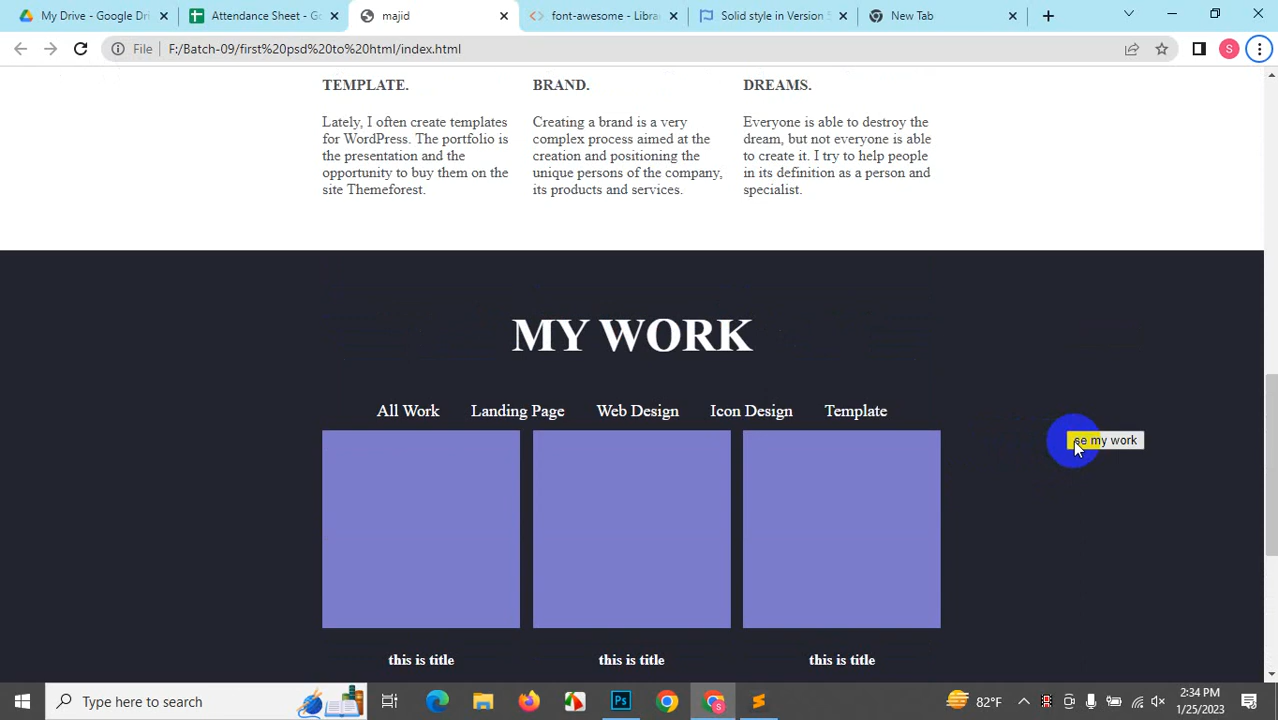 My Drive - Google Dri
Attendance Sheet - Go
majid
font-awesome - Libra
Solid style in Version 5
New Tab
File
F:/Batch-09/first%20psd%20to%20html/index.html
S
TEMPLATE.
Lately, I often create templates
for WordPress. The portfolio is
the presentation and the
opportunity to buy them on the
site Themeforest.
BRAND.
Creating a brand is a very
complex process aimed at the
creation and positioning the
unique persons of the company,
its products and services.
DREAMS.
Everyone is able to destroy the
dream, but not everyone is able
to create it. I try to help people
in its definition as a person and
specialist.
MY WORK
All Work
Landing Page
Web Design
Icon Design
Template
se my work
this is title
this is title
this is title
Type here to search
Ps
S
82°F
2:34 PM
1/25/2023